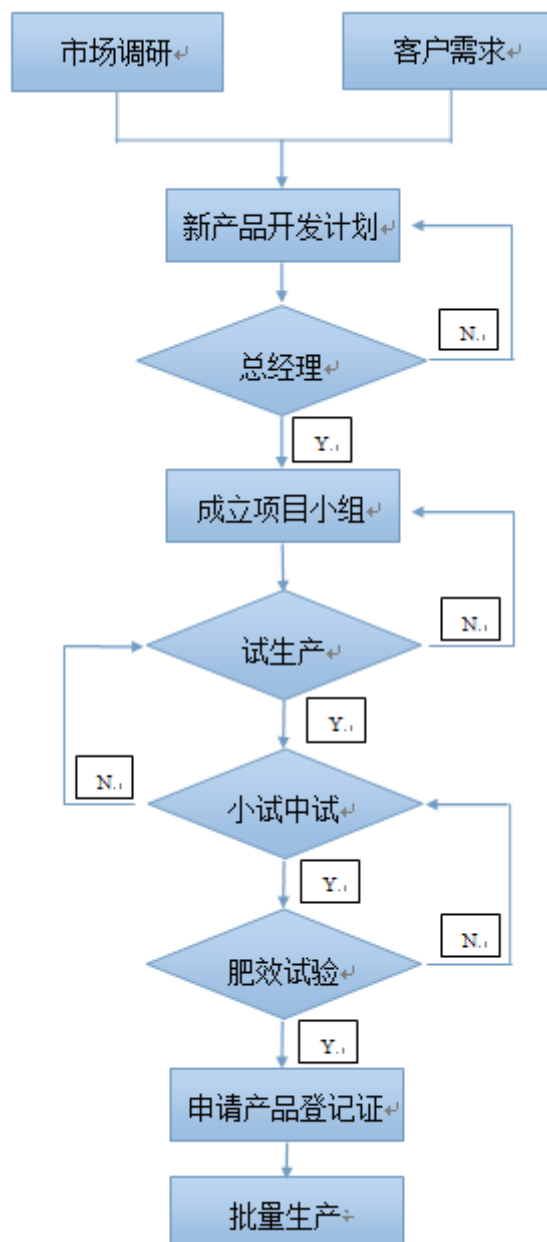 市场调研
客户需求
新产品开发计划
N.
总经理
Y.
成立项目小组
N.
试生产
Y.
N.
小试中试
Y.
N.
肥效试验
Y.
申请产品登记证
批量生产